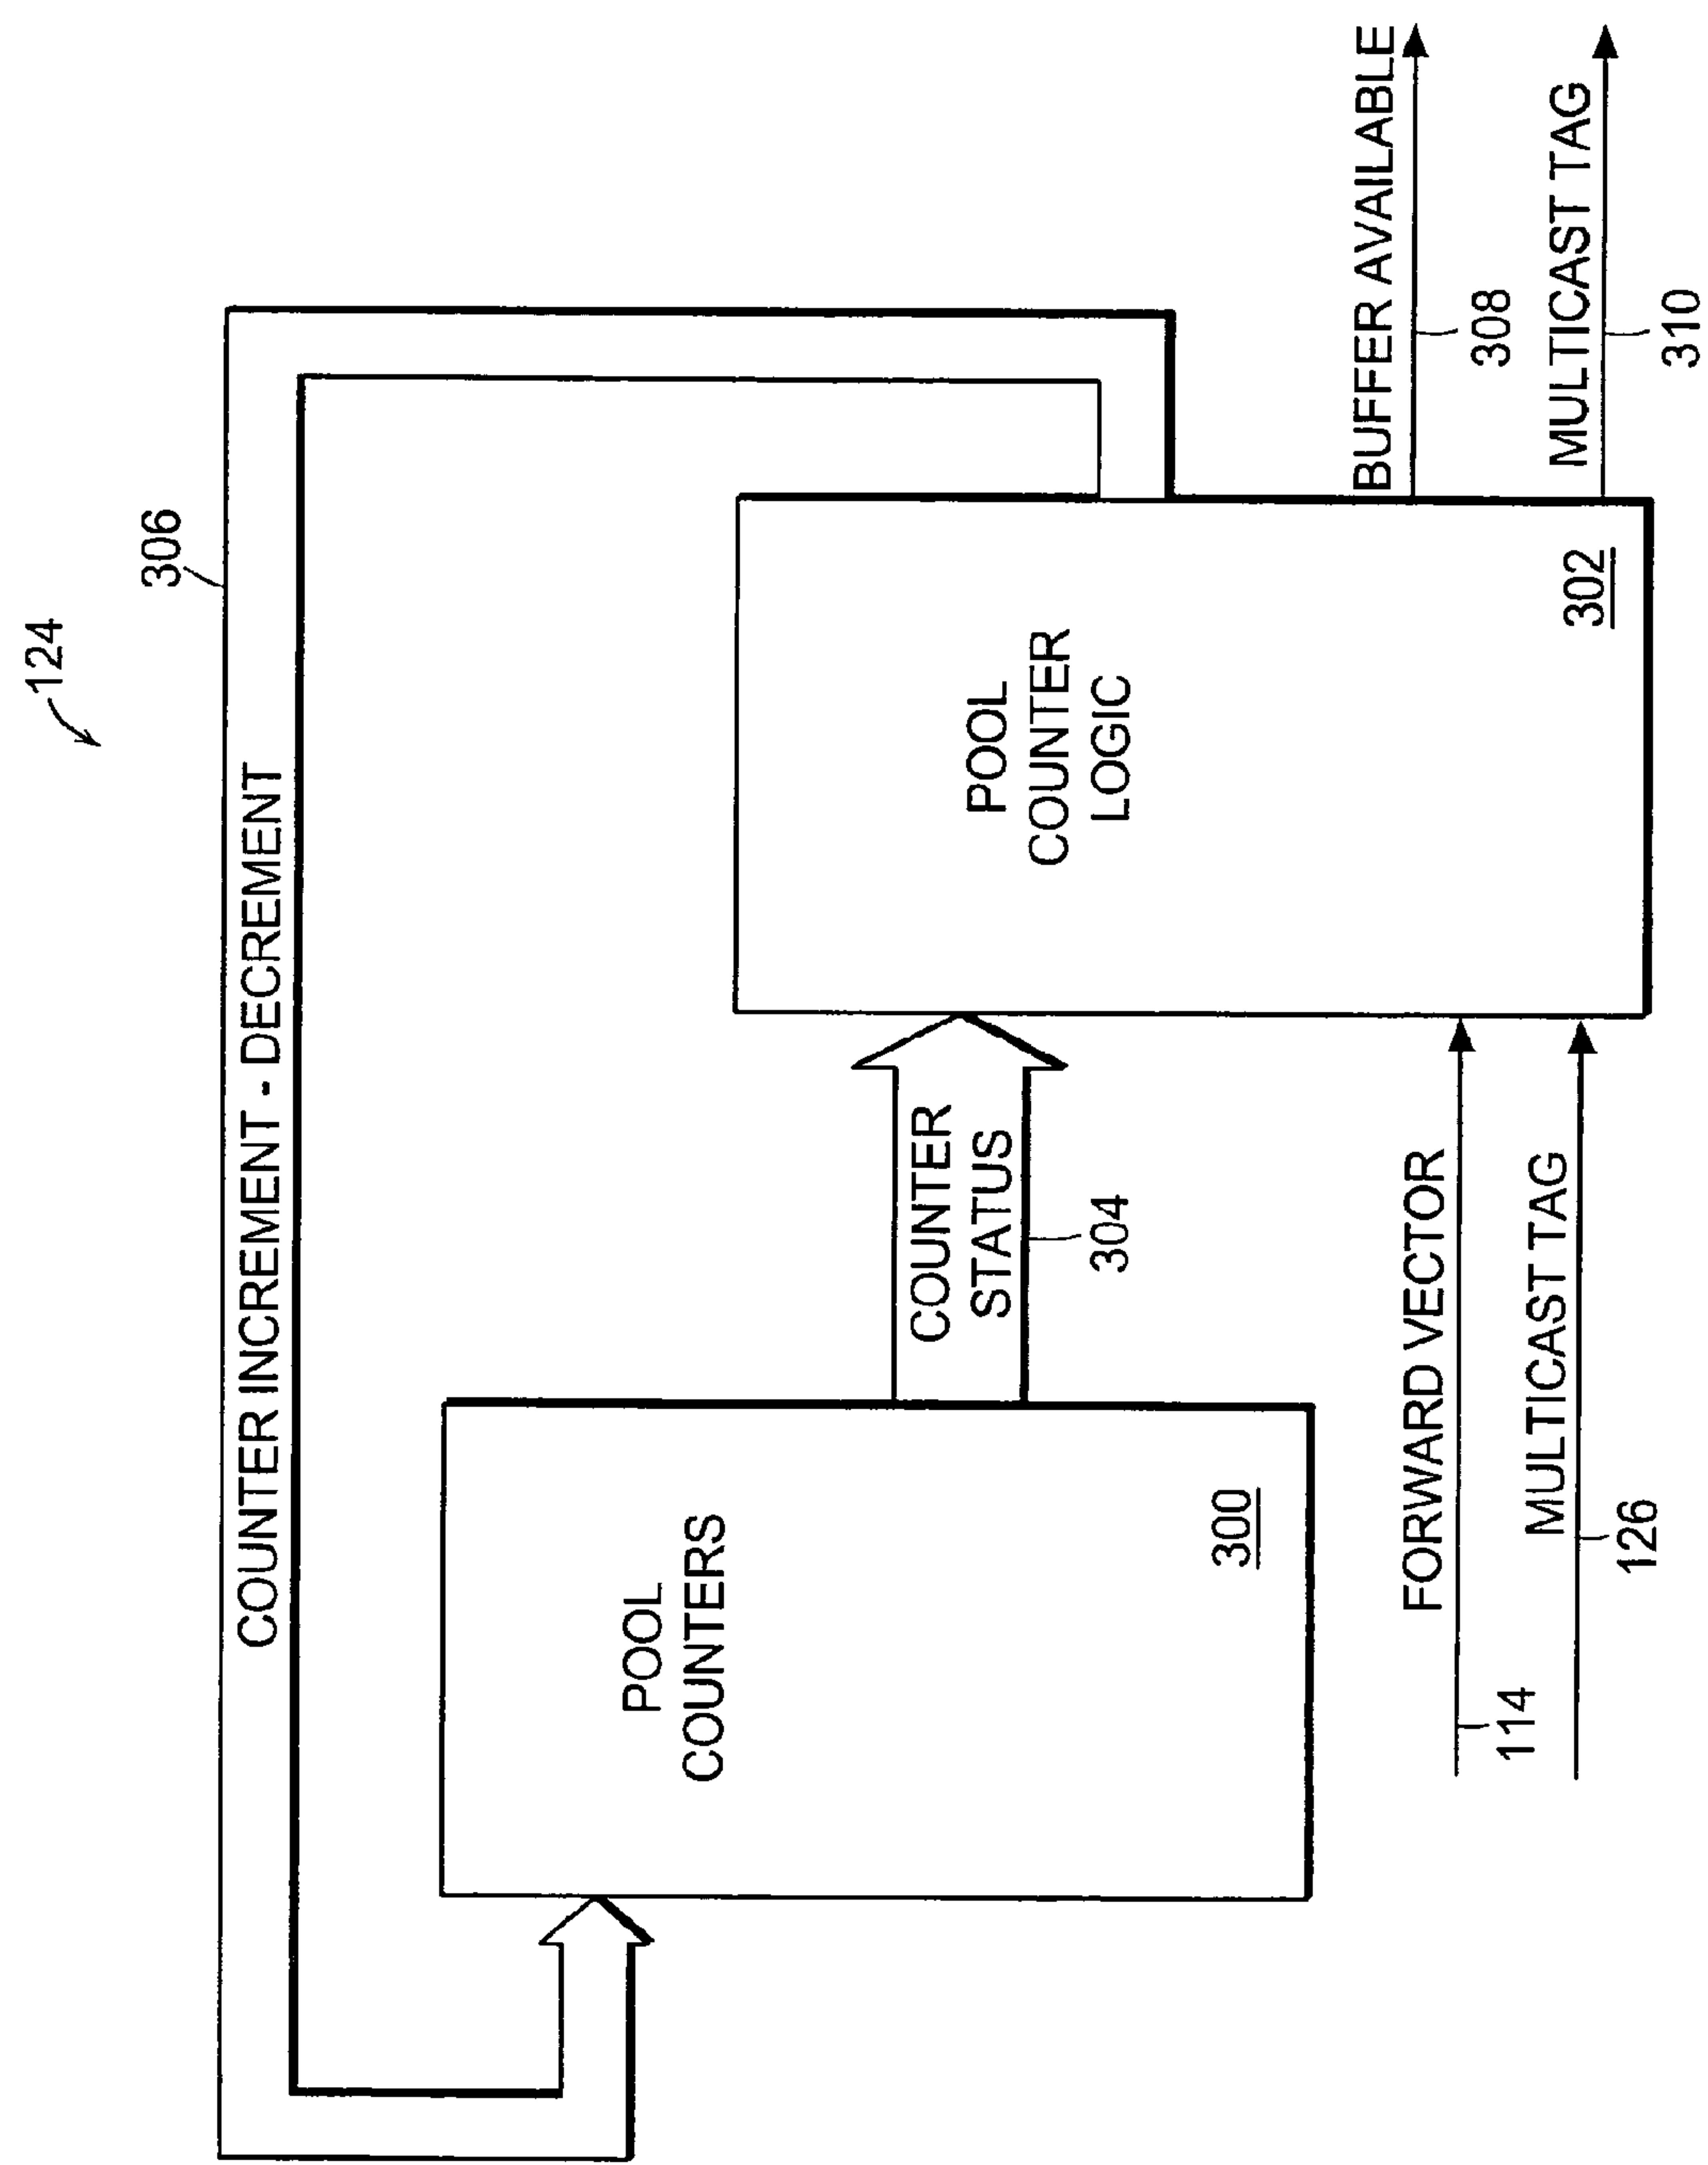 124
306
COUNTER INCREMENT - DECREMENT
POOL
COUNTERS
300
COUNTER
STATUS
304
POOL
COUNTER
LOGIC
302
FORWARD VECTOR
114
MULTICAST TAG
126
BUFFER AVAILABLE
308
MULTICAST TAG
310